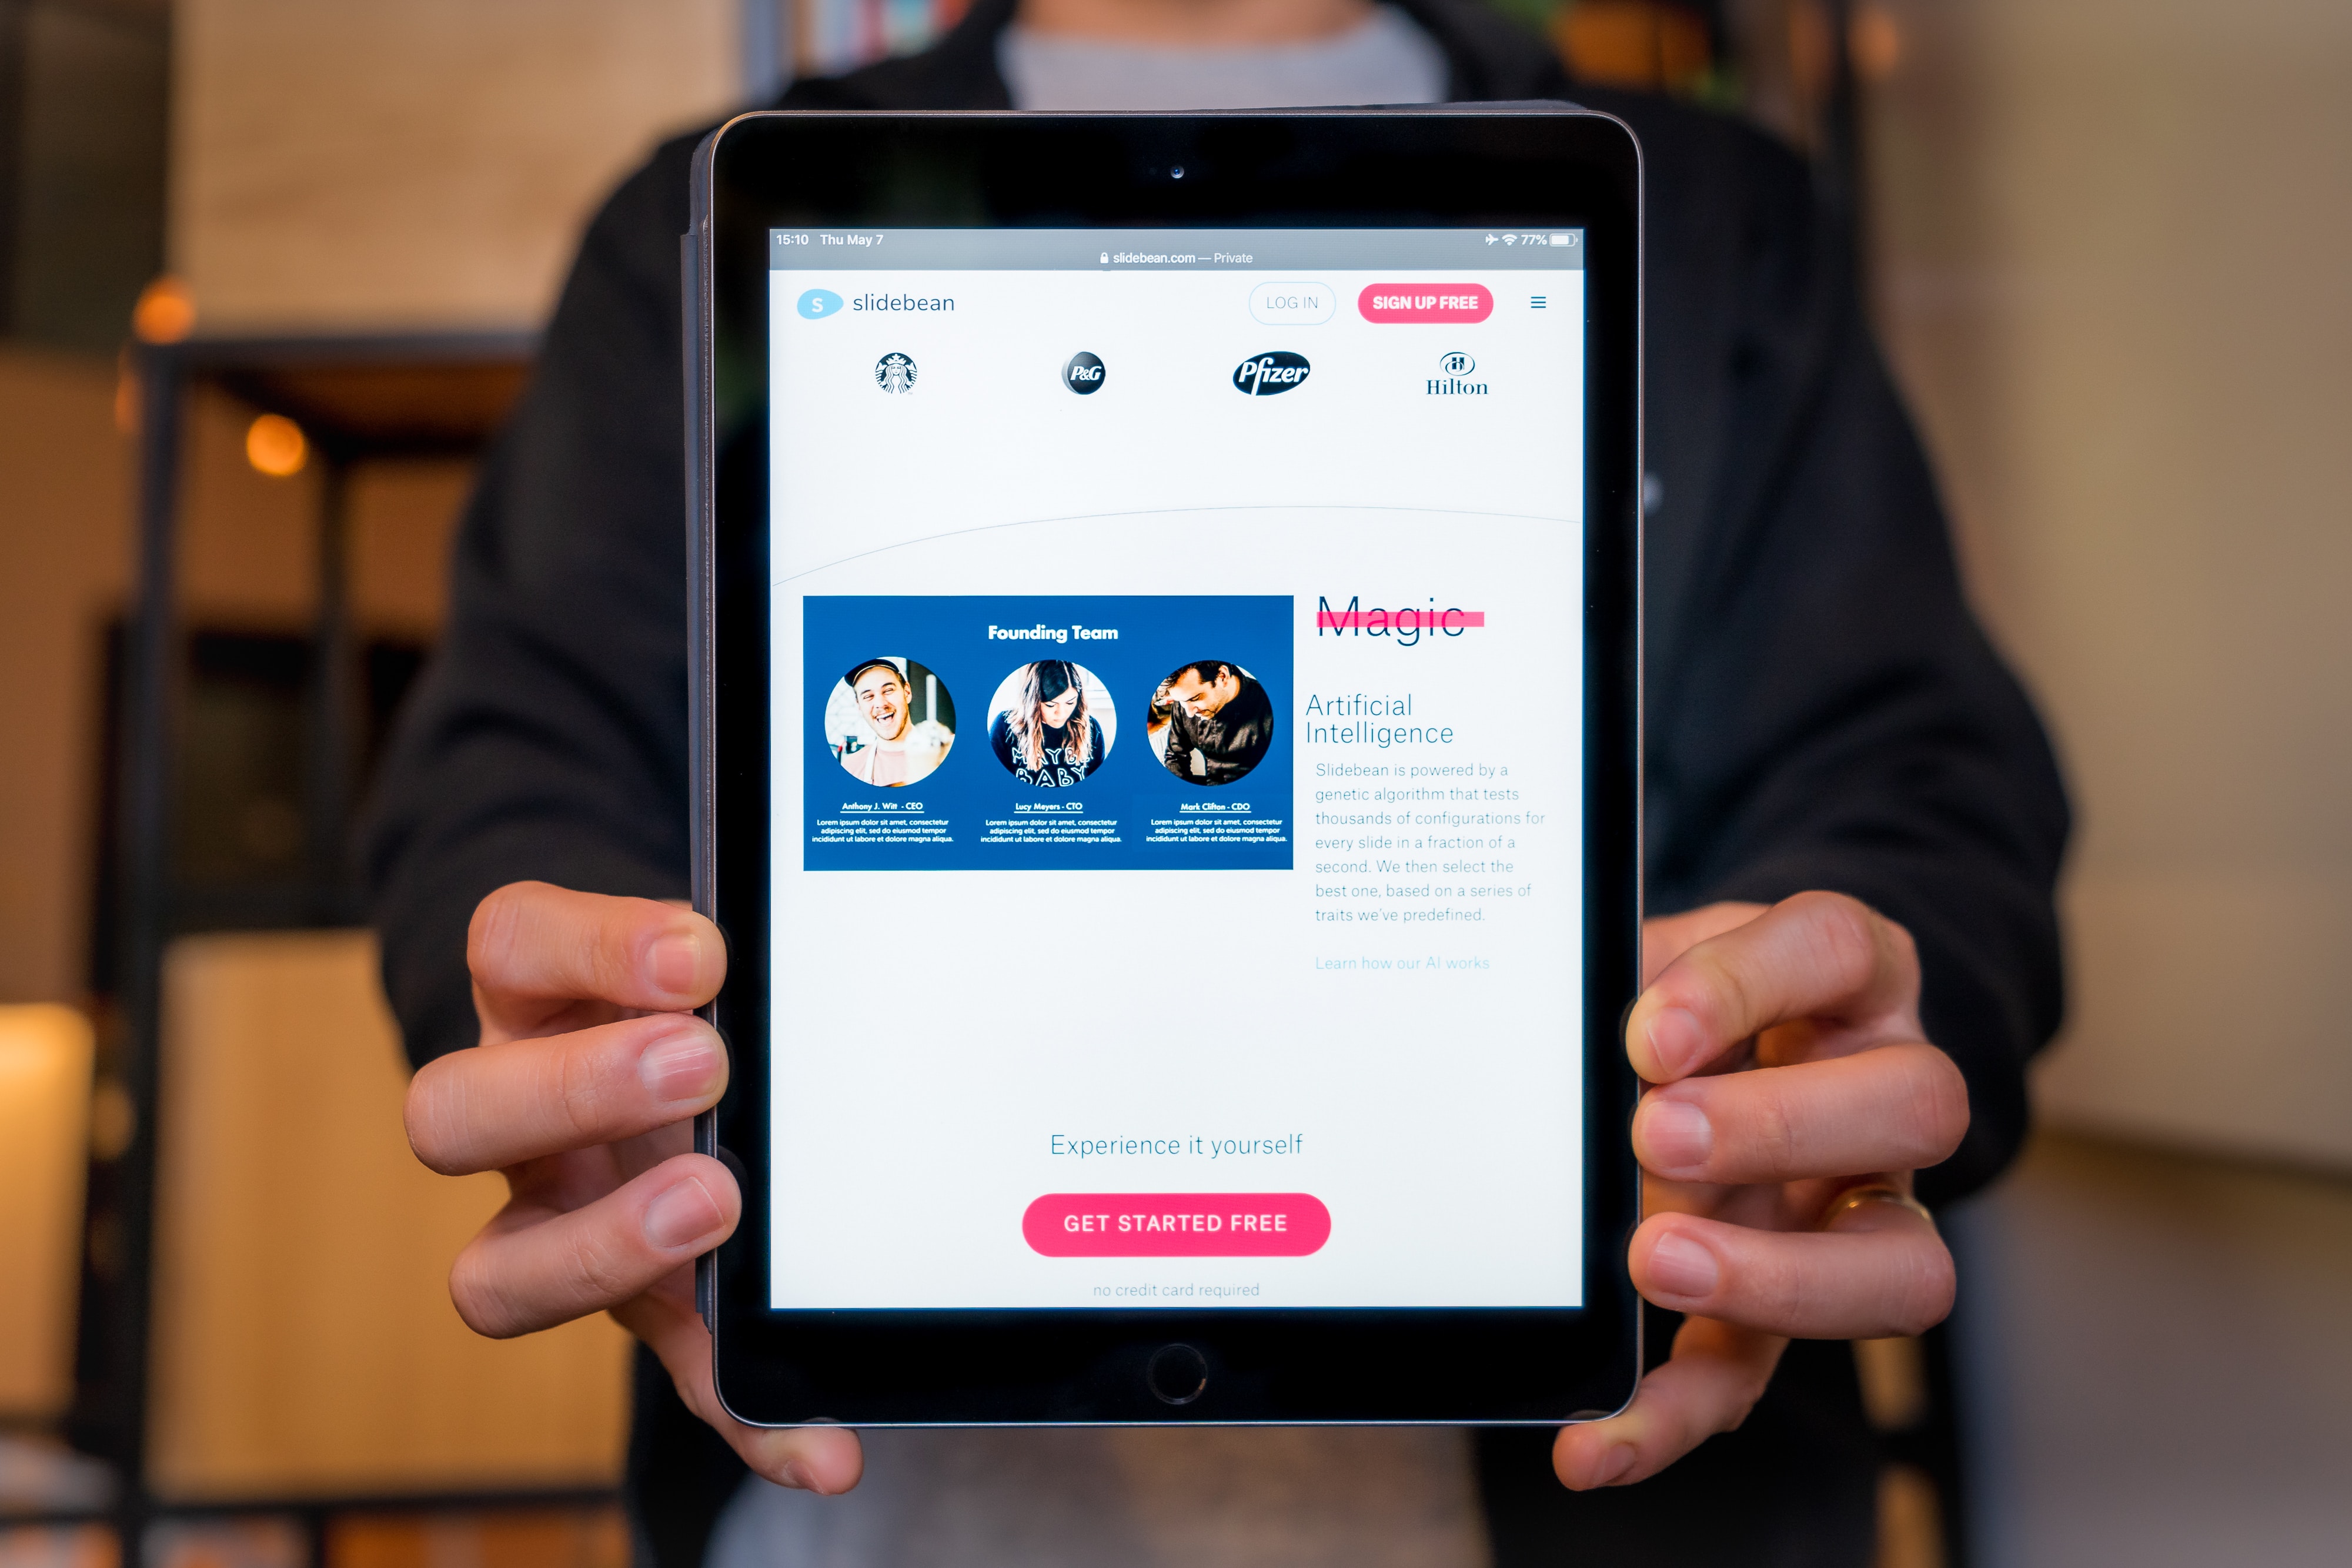 15:10 Thu May 7
77%
slidebean.com — Private
S slidebean
LOG IN
SIGN UP FREE
P&G
Pfizer
H
Hilton
Founding Team
MAYBE
BABY
Anthony J. Witt - CEO
Lorem ipsum dolor sit amet, consectetur
adipiscing elit, sed do eiusmod tempor
incididunt ut labore et dolore magna aliqua.
Lucy Meyers - CTO
Lorem ipsum dolor sit amet, consectetur
adipiscing elit, sed do eiusmod tempor
incididunt ut labore et dolore magna aliqua.
Mark Clifton - CDO
Lorem ipsum dolor sit amet, consectetur
adipiscing elit, sed do eiusmod tempor
incididunt ut labore et dolore magna aliqua.
Magic
Artificial
Intelligence
Slidebean is powered by a
genetic algorithm that tests
thousands of configurations for
every slide in a fraction of a
second. We then select the
best one, based on a series of
traits we've predefined.
Learn how our AI works
Experience it yourself
GET STARTED FREE
no credit card required